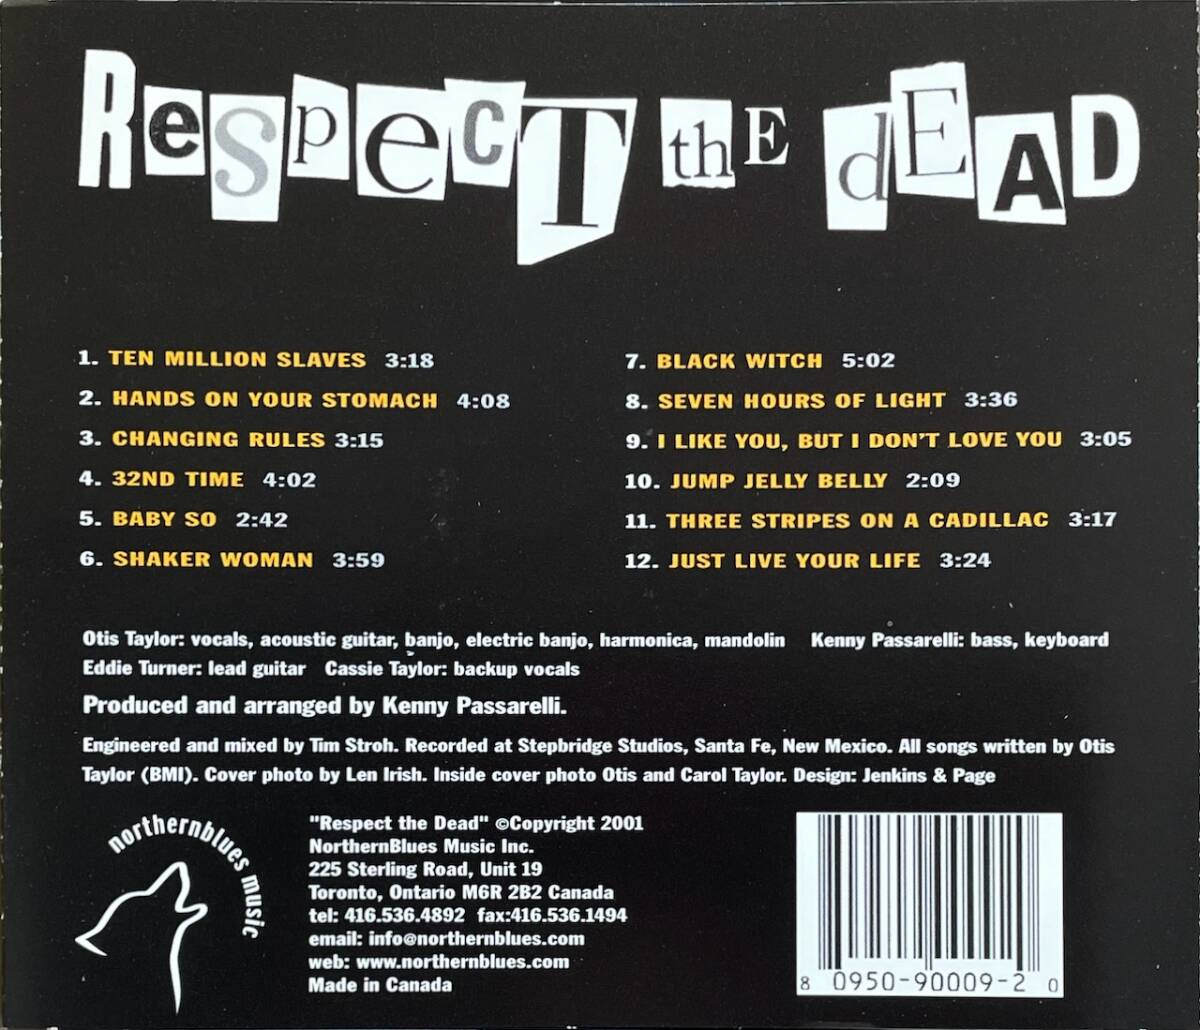 Respect thE dEAD
1. TEN MILLION SLAVES 3:18
2. HANDS ON YOUR STOMACH 4:08
3. CHANGING RULES 3:15
4. 32ND TIME 4:02
5. BABY SO 2:42
6. SHAKER WOMAN 3:59
7. BLACK WITCH 5:02
8. SEVEN HOURS OF LIGHT 3:36
9. I LIKE YOU, BUT I DON'T LOVE YOU 3:05
10. JUMP JELLY BELLY 2:09
11. THREE STRIPES ON A CADILLAC 3:17
12. JUST LIVE YOUR LIFE 3:24
Otis Taylor: vocals, acoustic guitar, banjo, electric banjo, harmonica, mandolin Kenny Passarelli: bass, keyboard
Eddie Turner: lead guitar Cassie Taylor: backup vocals
Produced and arranged by Kenny Passarelli.
Engineered and mixed by Tim Stroh. Recorded at Stepbridge Studios, Santa Fe, New Mexico. All songs written by Otis
Taylor (BMI). Cover photo by Len Irish. Inside cover photo Otis and Carol Taylor. Design: Jenkins & Page
northernblues music
"Respect the Dead" ©Copyright 2001
NorthernBlues Music Inc.
225 Sterling Road, Unit 19
Toronto, Ontario M6R 2B2 Canada
tel: 416.536.4892 fax:416.536.1494
email: info@northernblues.com
web: www.northernblues.com
Made in Canada
8 0950-90009-2 0